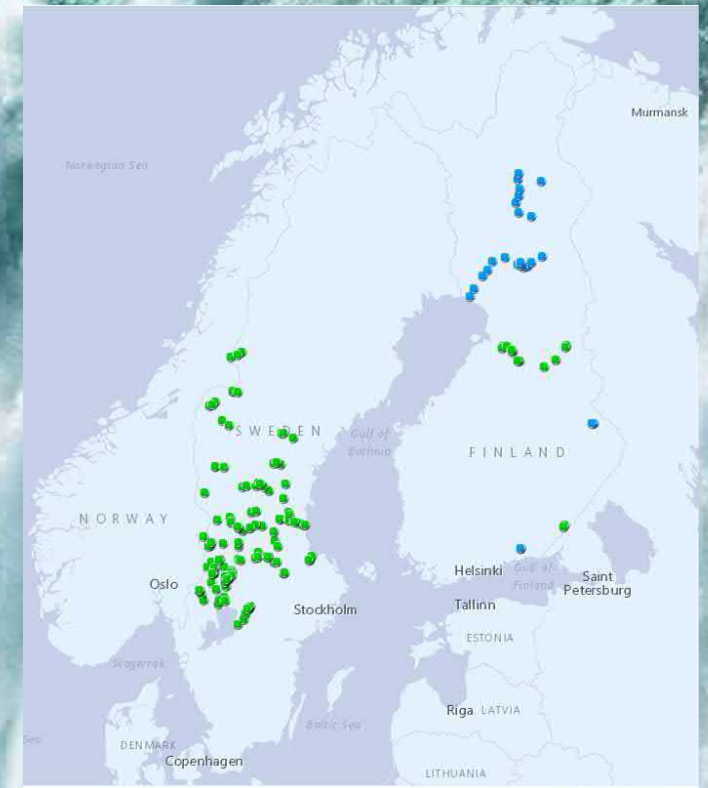 Murmansk
Norwegian Sea
SWEDEN
Gulf of
Bothnia
FINLAND
NORWAY
Oslo
Helsinki
Gulf of
Finland
Saint
Petersburg
Stockholm
Tallinn
ESTONIA
Skagerrak
Riga LATVIA
Baltic Sea
Sea
DENMARK
Copenhagen
LITHUANIA